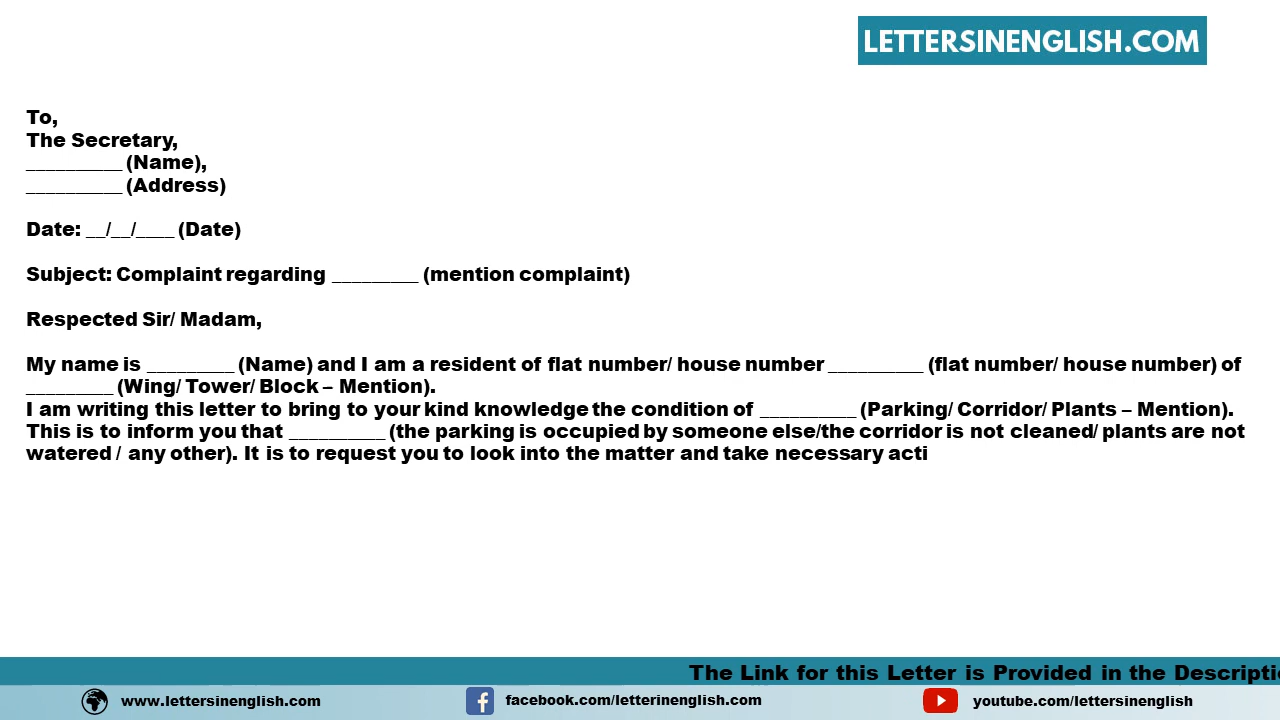 LETTERSINENGLISH.COM
To,
The Secretary,
__________ (Name),
__________ (Address)
Date: __/__/____ (Date)
Subject: Complaint regarding _________ (mention complaint)
Respected Sir/ Madam,
My name is _________ (Name) and I am a resident of flat number/ house number __________ (flat number/ house number) of
_________ (Wing/ Tower/ Block – Mention).
I am writing this letter to bring to your kind knowledge the condition of __________ (Parking/ Corridor/ Plants – Mention).
This is to inform you that __________ (the parking is occupied by someone else/the corridor is not cleaned/ plants are not
watered / any other). It is to request you to look into the matter and take necessary acti
The Link for this Letter is Provided in the Descripti
www.lettersinenglish.com
facebook.com/letterinenglish.com
youtube.com/lettersinenglish